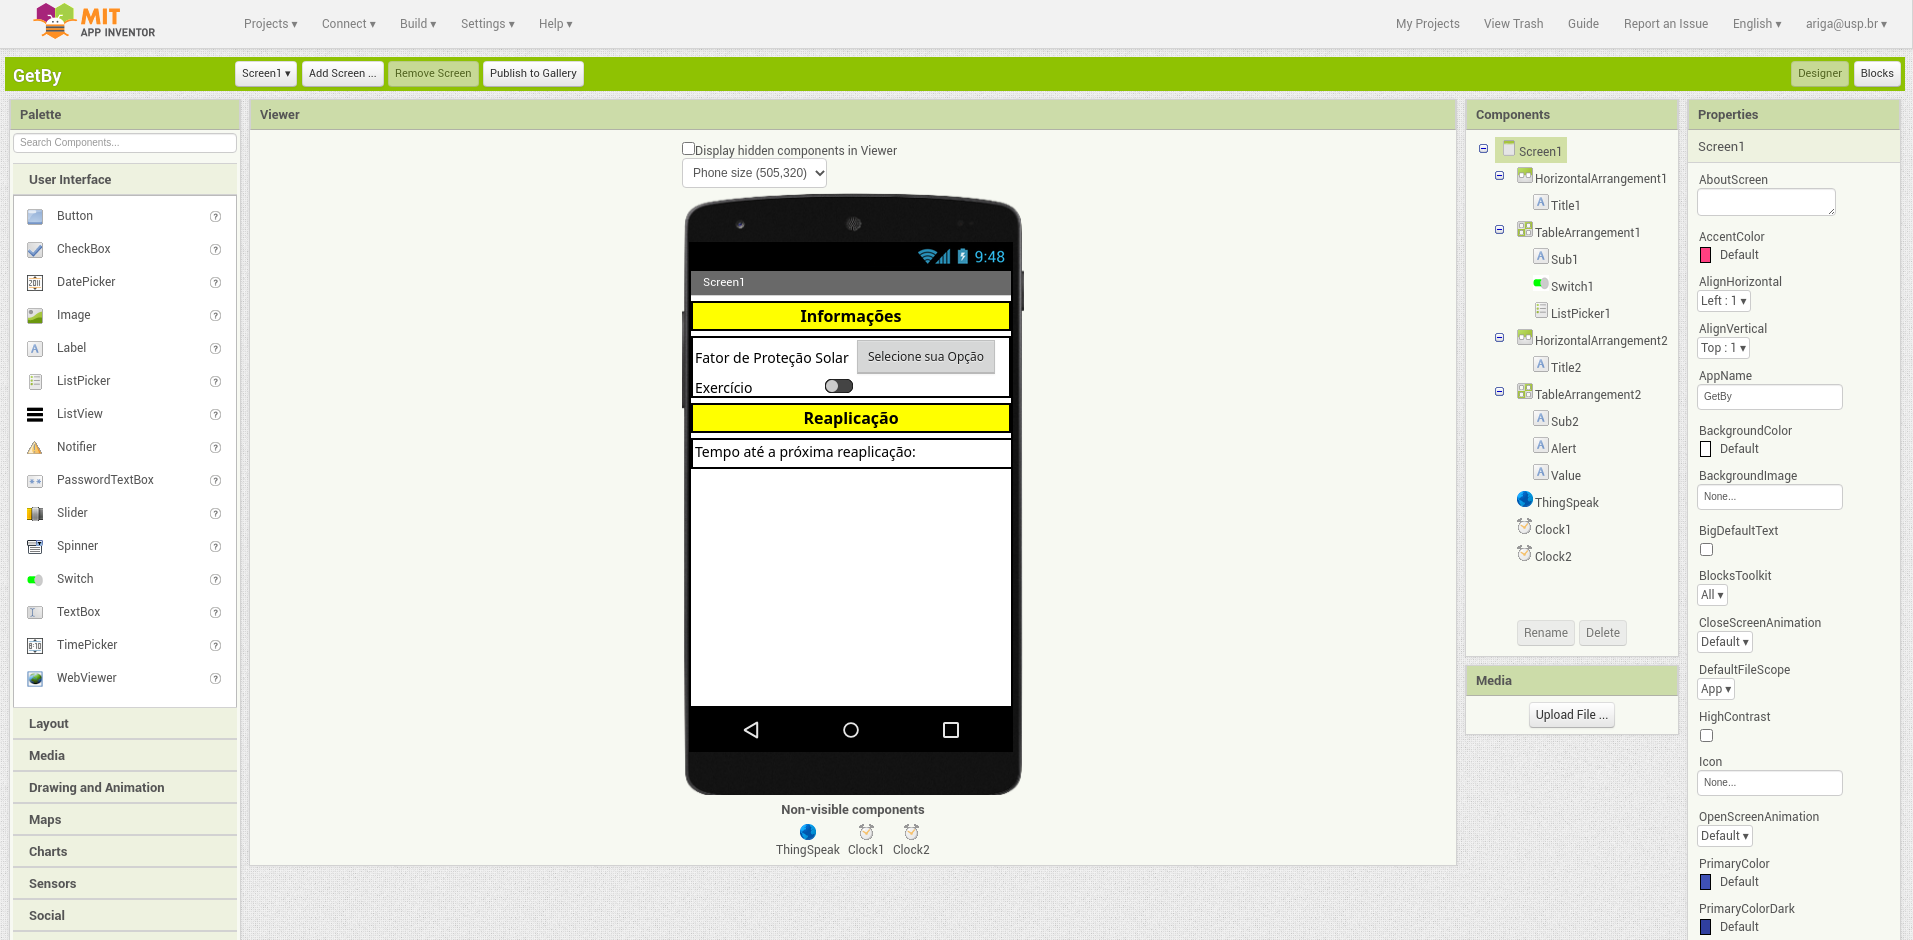 MIT
APP INVENTOR
Projects ▾ Connect ▾ Build ▾ Settings ▾ Help ▾ My Projects View Trash Guide Report an Issue English ▾ ariga@usp.br ▾
GetBy
Screen1 ▾ Add Screen ... Remove Screen Publish to Gallery Designer Blocks
Palette
Search Components...
User Interface
Button ?
CheckBox ?
DatePicker ?
Image ?
Label ?
ListPicker ?
ListView ?
Notifier ?
PasswordTextBox ?
Slider ?
Spinner ?
Switch ?
TextBox ?
TimePicker ?
WebViewer ?
Layout
Media
Drawing and Animation
Maps
Charts
Sensors
Social
Viewer
Display hidden components in Viewer
Phone size (505,320)
9:48
Screen1
Informações
Fator de Proteção Solar Selecione sua Opção
Exercício
Reaplicação
Tempo até a próxima reaplicação:
Non-visible components
ThingSpeak Clock1 Clock2
Components
Screen1
HorizontalArrangement1
Title1
TableArrangement1
Sub1
Switch1
ListPicker1
HorizontalArrangement2
Title2
TableArrangement2
Sub2
Alert
Value
ThingSpeak
Clock1
Clock2
Rename Delete
Media
Upload File ...
Properties
Screen1
AboutScreen
AccentColor
Default
AlignHorizontal
Left : 1 ▾
AlignVertical
Top : 1 ▾
AppName
GetBy
BackgroundColor
Default
BackgroundImage
None...
BigDefaultText
BlocksToolkit
All ▾
CloseScreenAnimation
Default ▾
DefaultFileScope
App ▾
HighContrast
Icon
None...
OpenScreenAnimation
Default ▾
PrimaryColor
Default
PrimaryColorDark
Default